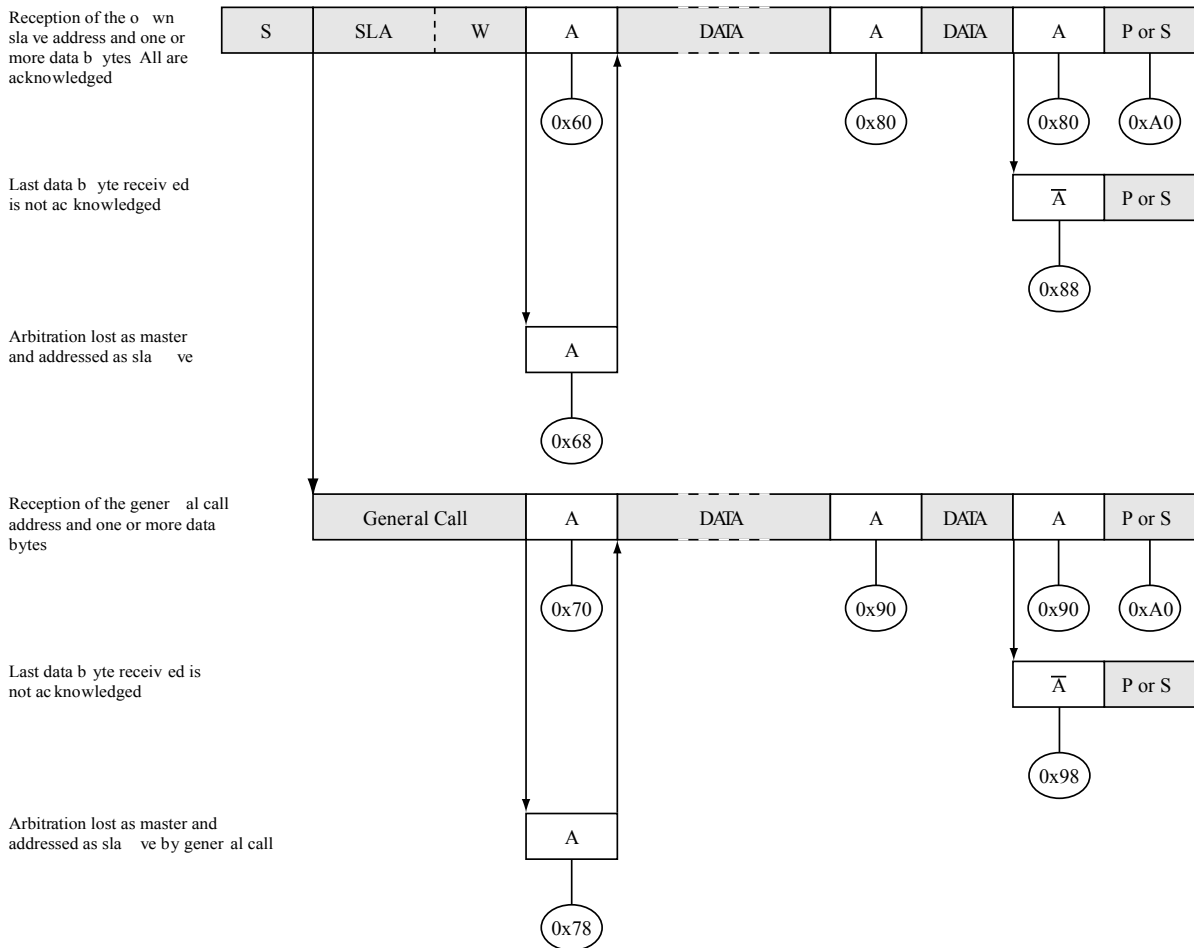 Reception of the o wn
sla ve address and one or
more data b ytes. All are
acknowledged
S SLA W A DATA A DATA A P or S
0x60 0x80 0x80 0xA0
Last data b yte receiv ed
is not ac knowledged
A P or S
0x88
Arbitration lost as master
and addressed as sla ve
A
0x68
Reception of the gener al call
address and one or more data
bytes
General Call A DATA A DATA A P or S
0x70 0x90 0x90 0xA0
Last data b yte receiv ed is
not ac knowledged
A P or S
0x98
Arbitration lost as master and
addressed as sla ve by gener al call
A
0x78